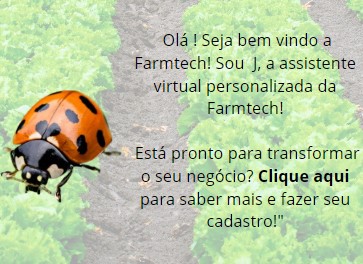 Olá ! Seja bem vindo a
Farmtech! Sou  J, a assistente
virtual personalizada da
Farmtech!
Está pronto para transformar
o seu negócio? Clique aqui
para saber mais e fazer seu
cadastro!"